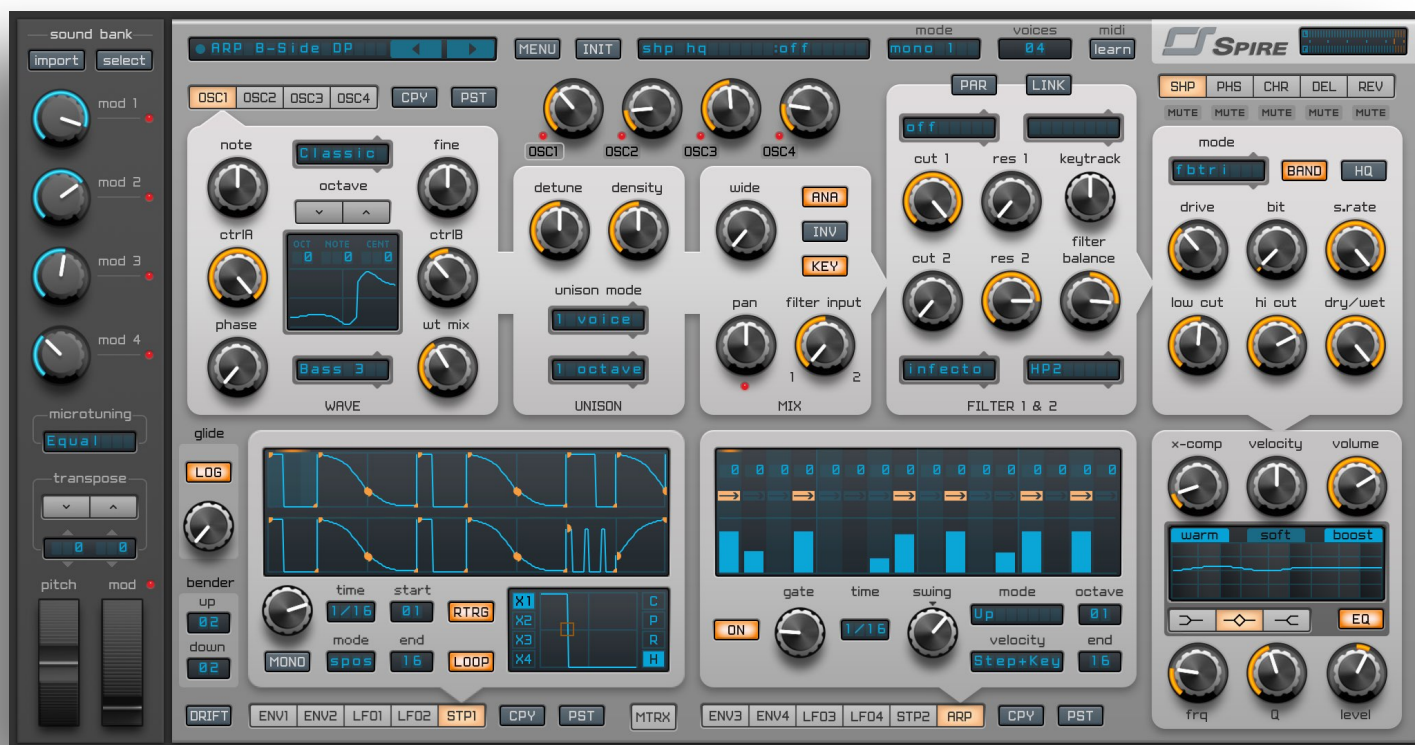 sound bank
import select
mod 1
mod 2
mod 3
mod 4
microtuning
Equal
transpose
0 0
pitch mod
ARP B-Side DP
MENU INIT
shp hq :off
mode voices midi
mono 1 04 learn
SPIRE
OSC1 OSC2 OSC3 OSC4 CPY PST
note Classic fine
octave
ctrlA ctrlB
OCT NOTE CENT
0 0 0
phase wt mix
Bass 3
WAVE
OSC1 OSC2 OSC3 OSC4
detune density
unison mode
1 voice
1 octave
UNISON
wide
ANA
INV
KEY
pan filter input
1 2
MIX
PAR LINK
off
cut 1 res 1 keytrack
cut 2 res 2 filter balance
infecto HP2
FILTER 1 & 2
SHP PHS CHR DEL REV
MUTE MUTE MUTE MUTE MUTE
mode
fbtri BAND HQ
drive bit s.rate
low cut hi cut dry/wet
glide
LOG
bender
up
02
down
02
DRIFT
time start
1/16 01 RTRG
mode end
MONO spos 16 LOOP
X1 C
X2 P
X3 R
X4 H
ENV1 ENV2 LFO1 LFO2 STP1 CPY PST
MTRX
0 0 0 0 0 0 0 0 0 0 0 0 0 0 0 0
gate time swing mode octave
ON 1/16 Up 01
velocity end
Step+Key 16
ENV3 ENV4 LFO3 LFO4 STP2 ARP CPY PST
x-comp velocity volume
warm soft boost
EQ
frq Q level